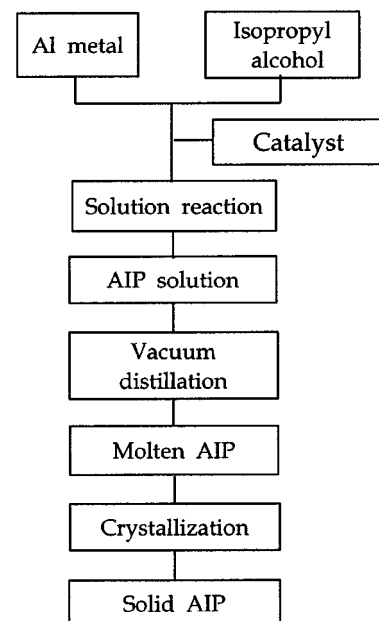 Al metal
Isopropyl
alcohol
Catalyst
Solution reaction
AIP solution
Vacuum
distillation
Molten AIP
Crystallization
Solid AIP